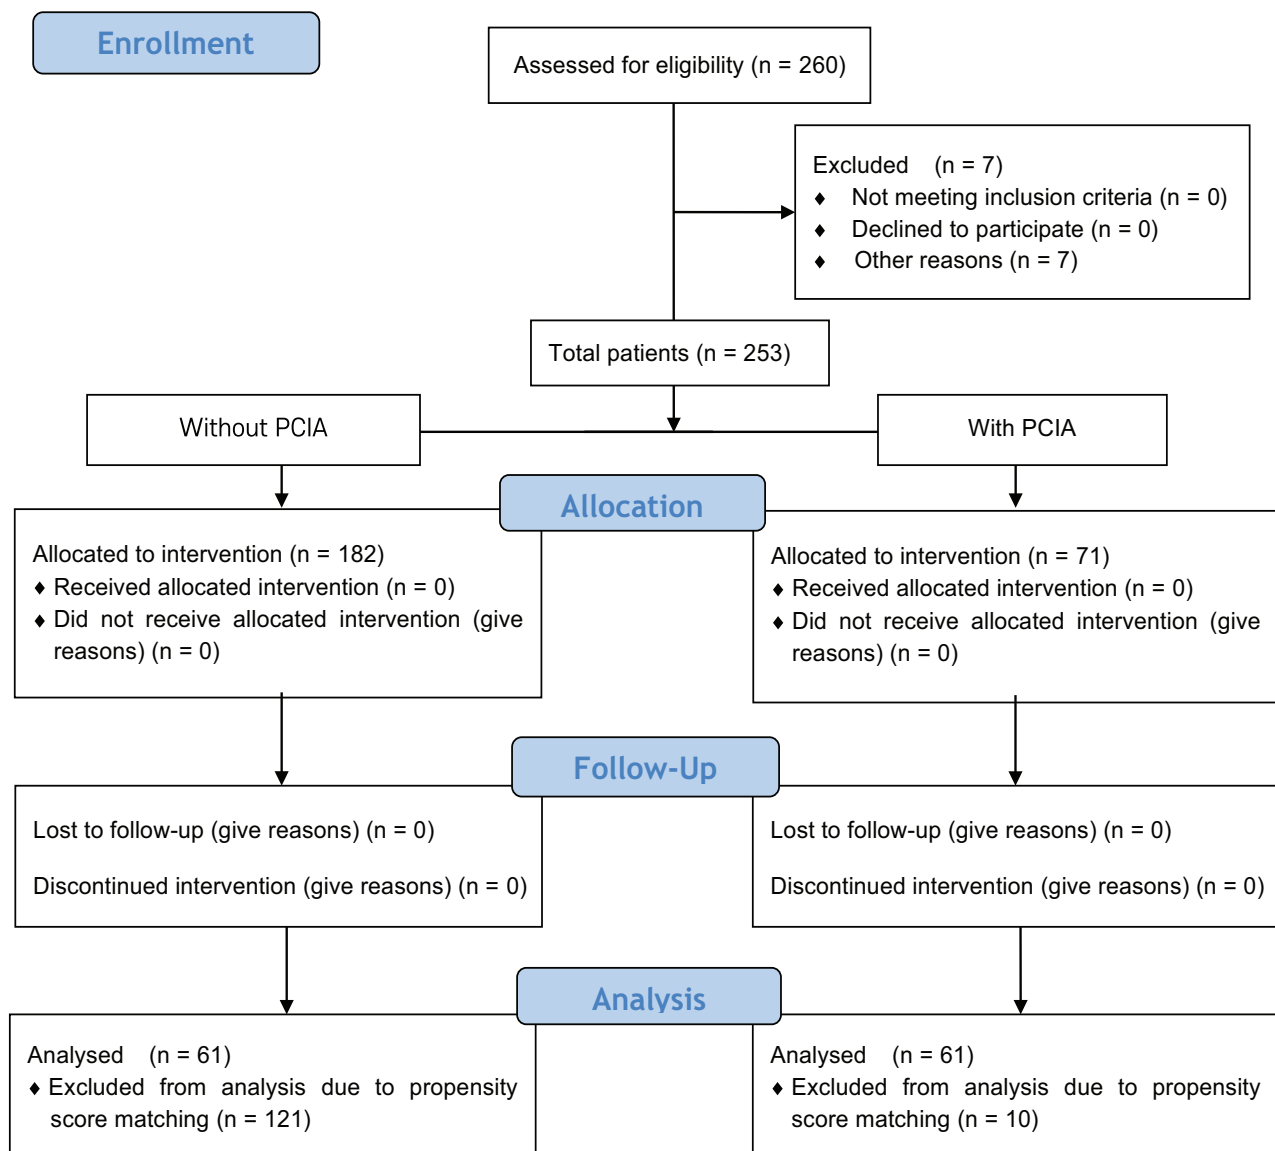 Enrollment
Assessed for eligibility (n = 260)
Excluded (n = 7)
♦ Not meeting inclusion criteria (n = 0)
♦ Declined to participate (n = 0)
♦ Other reasons (n = 7)
Total patients (n = 253)
Without PCIA
With PCIA
Allocation
Allocated to intervention (n = 182)
♦ Received allocated intervention (n = 0)
♦ Did not receive allocated intervention (give
reasons) (n = 0)
Allocated to intervention (n = 71)
♦ Received allocated intervention (n = 0)
♦ Did not receive allocated intervention (give
reasons) (n = 0)
Follow-Up
Lost to follow-up (give reasons) (n = 0)
Discontinued intervention (give reasons) (n = 0)
Lost to follow-up (give reasons) (n = 0)
Discontinued intervention (give reasons) (n = 0)
Analysis
Analysed (n = 61)
♦ Excluded from analysis due to propensity
score matching (n = 121)
Analysed (n = 61)
♦ Excluded from analysis due to propensity
score matching (n = 10)